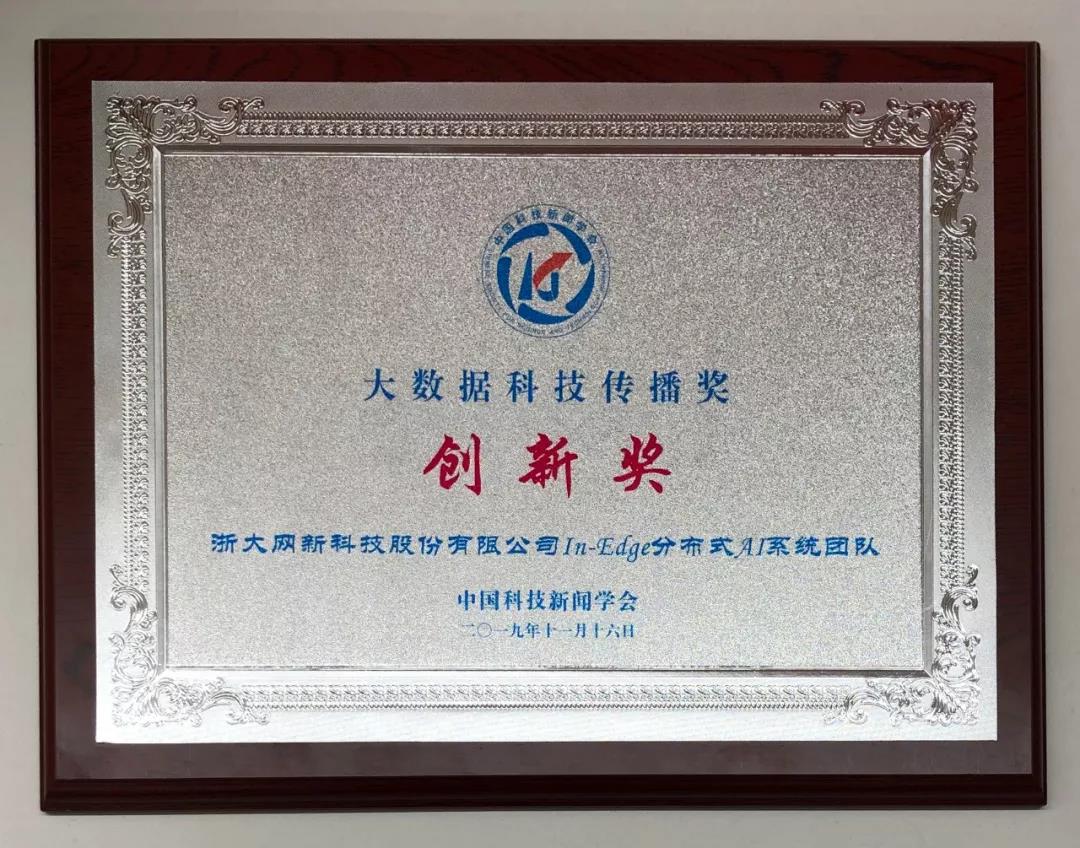 中国科技新闻学会
大数据科技传播奖
创新奖
浙大网新科技股份有限公司In-Edge分布式AI系统团队
中国科技新闻学会
二〇一九年十一月十六日